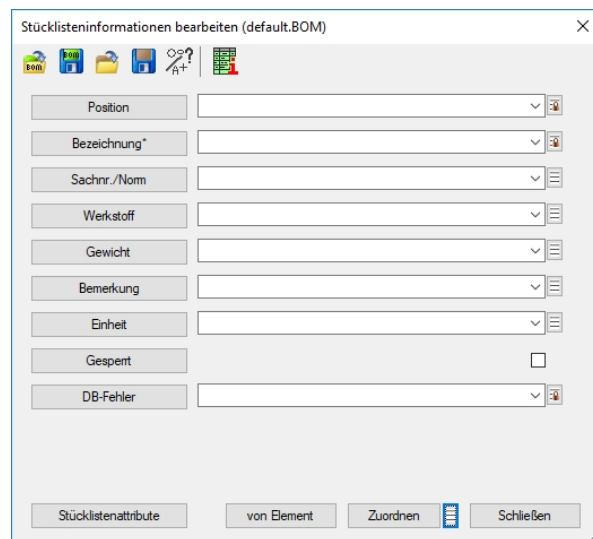 Stücklisteninformationen bearbeiten (default.BOM)
Position
Bezeichnung*
Sachnr./Norm
Werkstoff
Gewicht
Bemerkung
Einheit
Gesperrt
DB-Fehler
Stücklistenattribute von Element Zuordnen Schließen